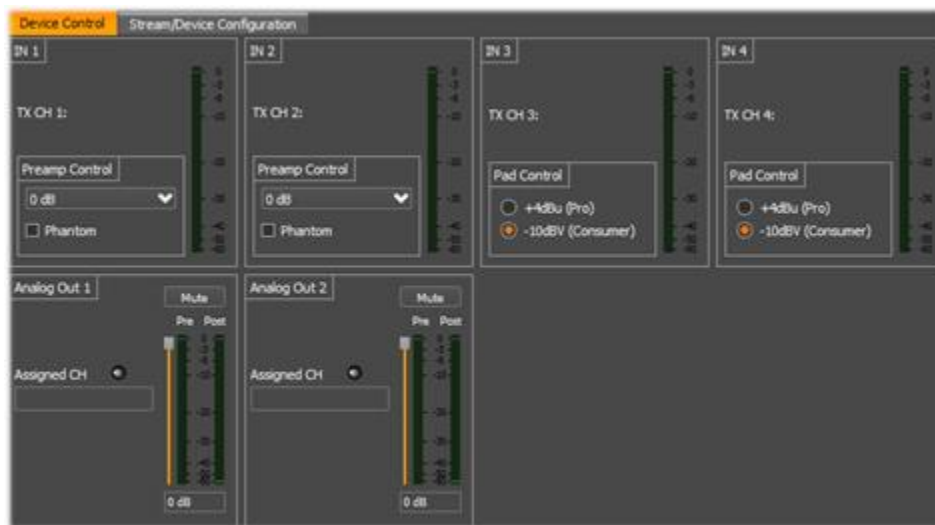 Device Control Stream/Device Configuration
IN 1
TX CH 1:
Preamp Control
0 dB
Phantom
IN 2
TX CH 2:
Preamp Control
0 dB
Phantom
IN 3
TX CH 3:
Pad Control
+4dBu (Pro)
-10dBV (Consumer)
IN 4
TX CH 4:
Pad Control
+4dBu (Pro)
-10dBV (Consumer)
Analog Out 1
Mute
Pre Post
Assigned CH
0 dB
Analog Out 2
Mute
Pre Post
Assigned CH
0 dB